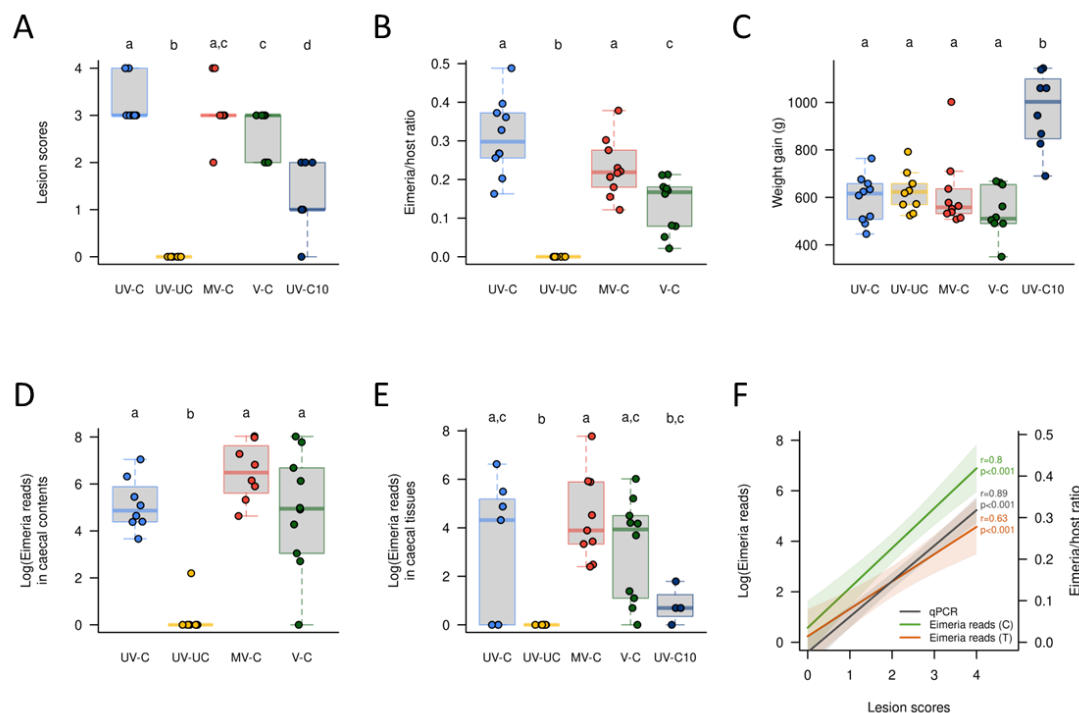 A
a b a,c c d
Lesion scores
4
3
2
1
0
UV-C UV-UC MV-C V-C UV-C10
B
a b a c
Eimeria/host ratio
0.5
0.4
0.3
0.2
0.1
0.0
UV-C UV-UC MV-C V-C
C
a a a a b
Weight gain (g)
1000
800
600
400
UV-C UV-UC MV-C V-C UV-C10
D
a b a a
Log(Eimeria reads)
in caecal contents
8
6
4
2
0
UV-C UV-UC MV-C V-C
E
a,c b a a,c b,c
Log(Eimeria reads)
in caecal tissues
8
6
4
2
0
UV-C UV-UC MV-C V-C UV-C10
F
Log(Eimeria reads)
8
6
4
2
0
r=0.8
p<0.001
r=0.89
p<0.001
r=0.63
p<0.001
qPCR
Eimeria reads (C)
Eimeria reads (T)
0.5
0.4
0.3
0.2
0.1
0.0
Eimeria/host ratio
0 1 2 3 4
Lesion scores